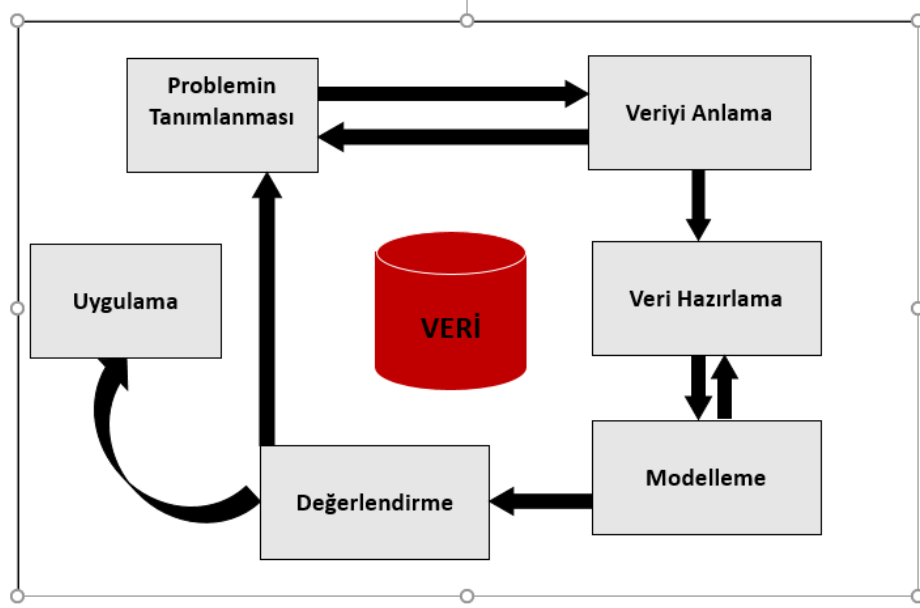 Problemin
Tanımlanması
Veriyi Anlama
Uygulama
VERİ
Veri Hazırlama
Değerlendirme
Modelleme